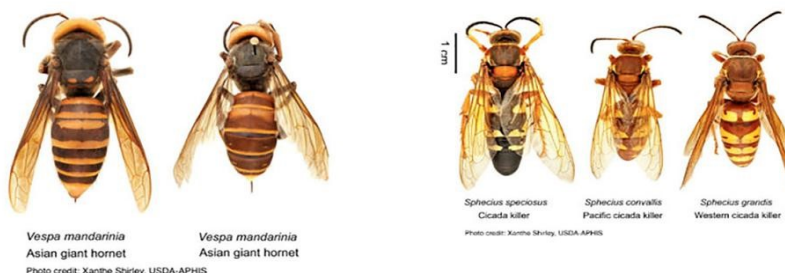 1 cm
Vespa mandarinia
Asian giant hornet
Photo credit: Xanthe Shirley, USDA-APHIS
Vespa mandarinia
Asian giant hornet
Sphecius speciosus
Cicada killer
Sphecius convallis
Pacific cicada killer
Sphecius grandis
Western cicada killer
Photo credit: Xanthe Shirley, USDA-APHIS